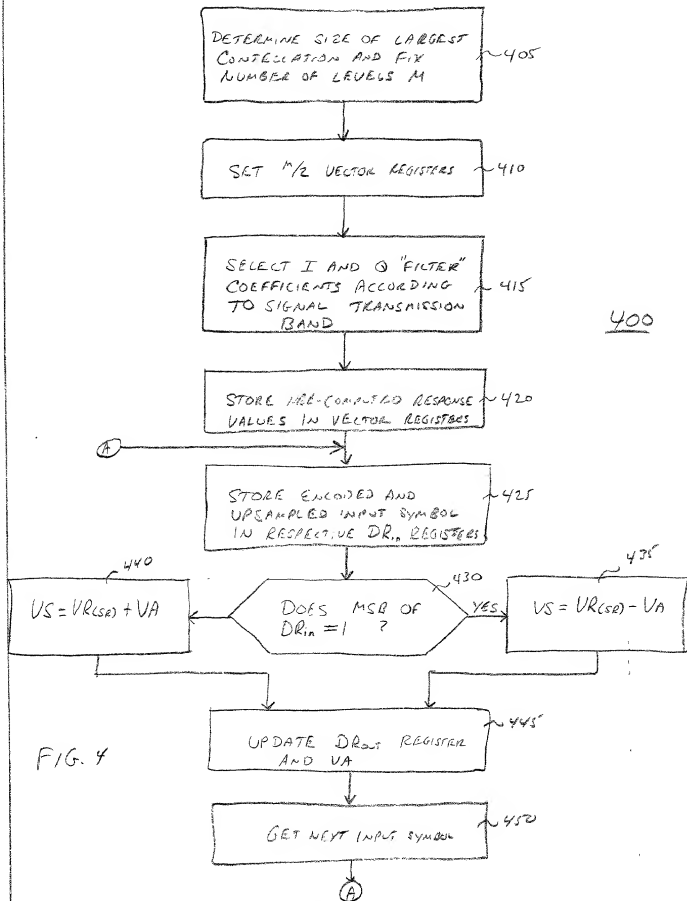 DETERMINE SIZE OF LARGEST
CONTELLATION AND FIX
NUMBER OF LEVELS M
405
SET M/2 VECTOR REGISTERS
410
SELECT I AND Q "FILTER"
COEFFICIENTS ACCORDING
TO SIGNAL TRANSMISSION
BAND
415
400
STORE PRE-COMPUTED RESPONSE
VALUES IN VECTOR REGISTERS
420
A
STORE ENCODED AND
UPSAMPLED INPUT SYMBOL
IN RESPECTIVE DRin REGISTERS
425
440
430
435
VS = VR(SR) + VA
DOES MSB OF
DRin = 1 ?
YES
VS = VR(SR) - VA
UPDATE DRout REGISTER
AND VA
445
FIG. 4
GET NEXT INPUT SYMBOL
450
A